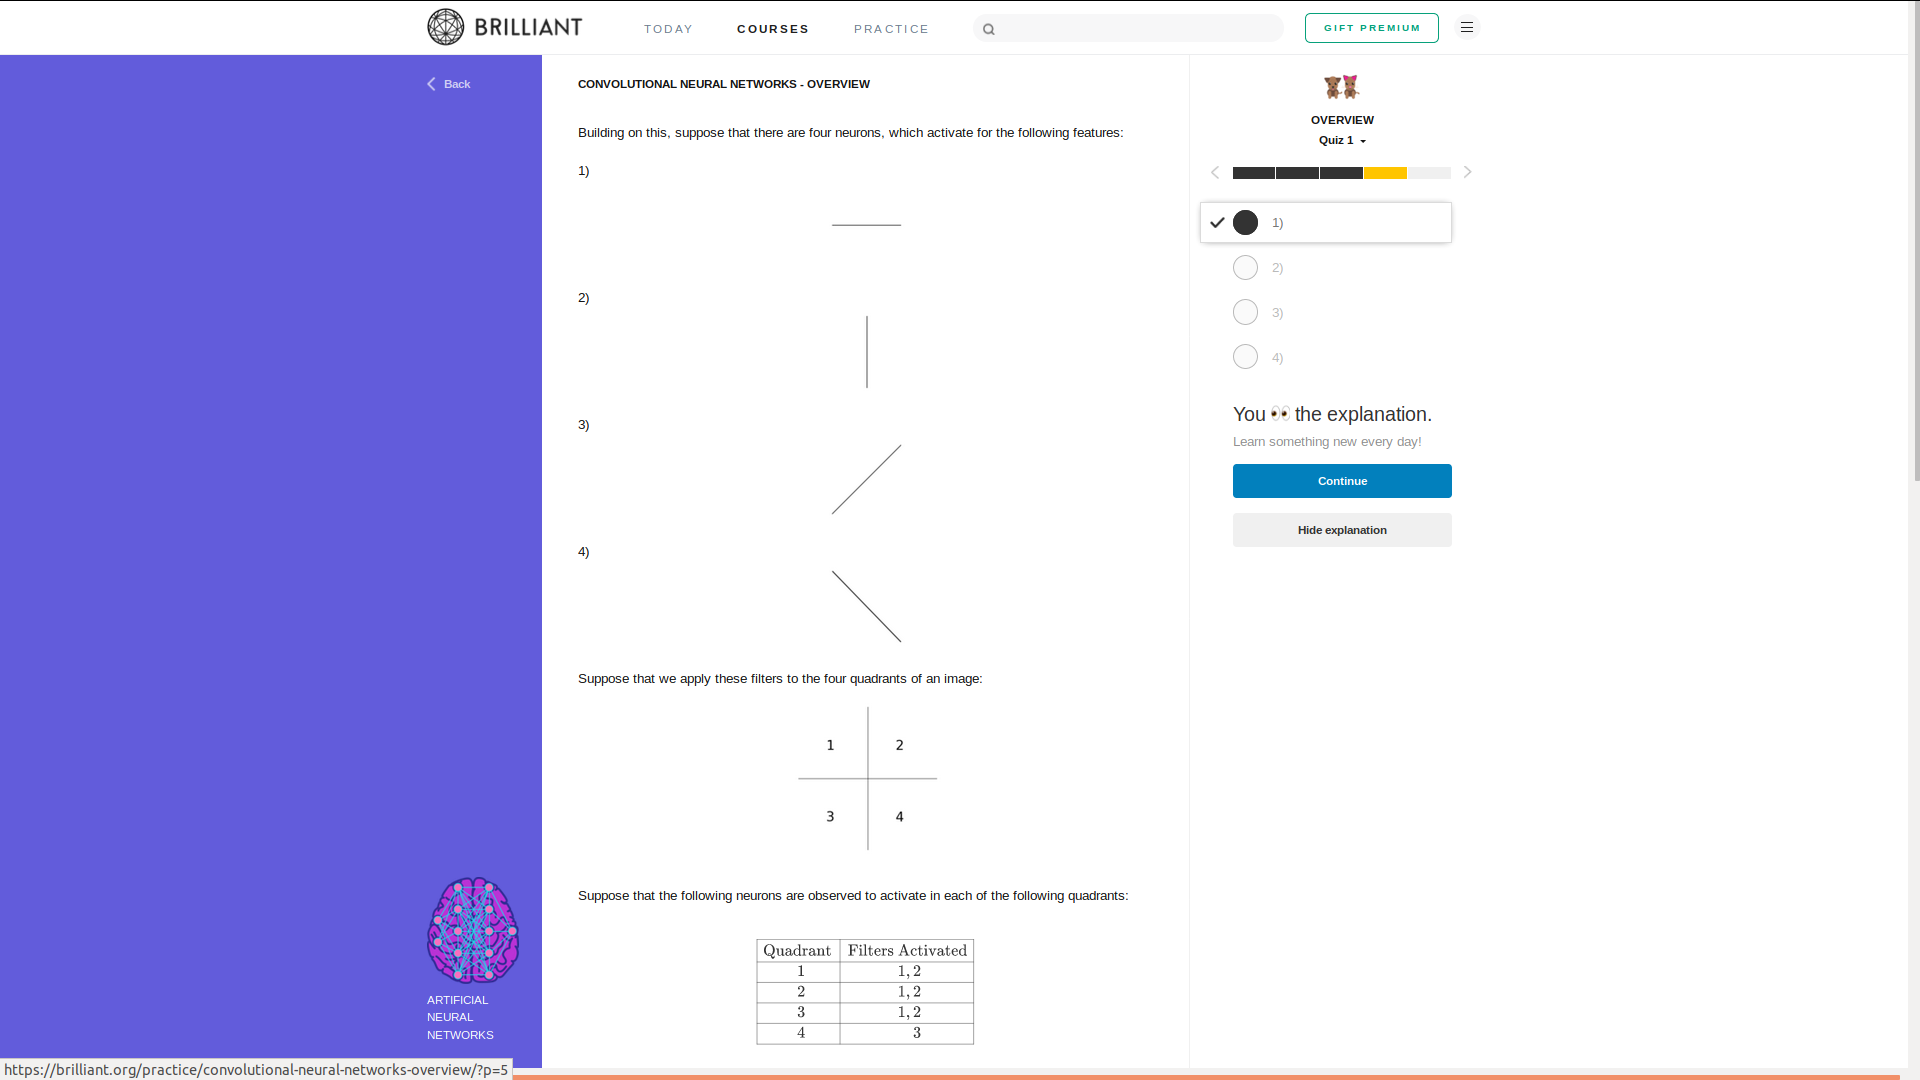 BRILLIANT
TODAY
COURSES
PRACTICE
GIFT PREMIUM
Back
CONVOLUTIONAL NEURAL NETWORKS - OVERVIEW
Building on this, suppose that there are four neurons, which activate for the following features:
1)
2)
3)
4)
Suppose that we apply these filters to the four quadrants of an image:
1 2
3 4
Suppose that the following neurons are observed to activate in each of the following quadrants:
Quadrant Filters Activated
1 1, 2
2 1, 2
3 1, 2
4 3
OVERVIEW
Quiz 1
1)
2)
3)
4)
You 👀 the explanation.
Learn something new every day!
Continue
Hide explanation
ARTIFICIAL
NEURAL
NETWORKS
https://brilliant.org/practice/convolutional-neural-networks-overview/?p=5